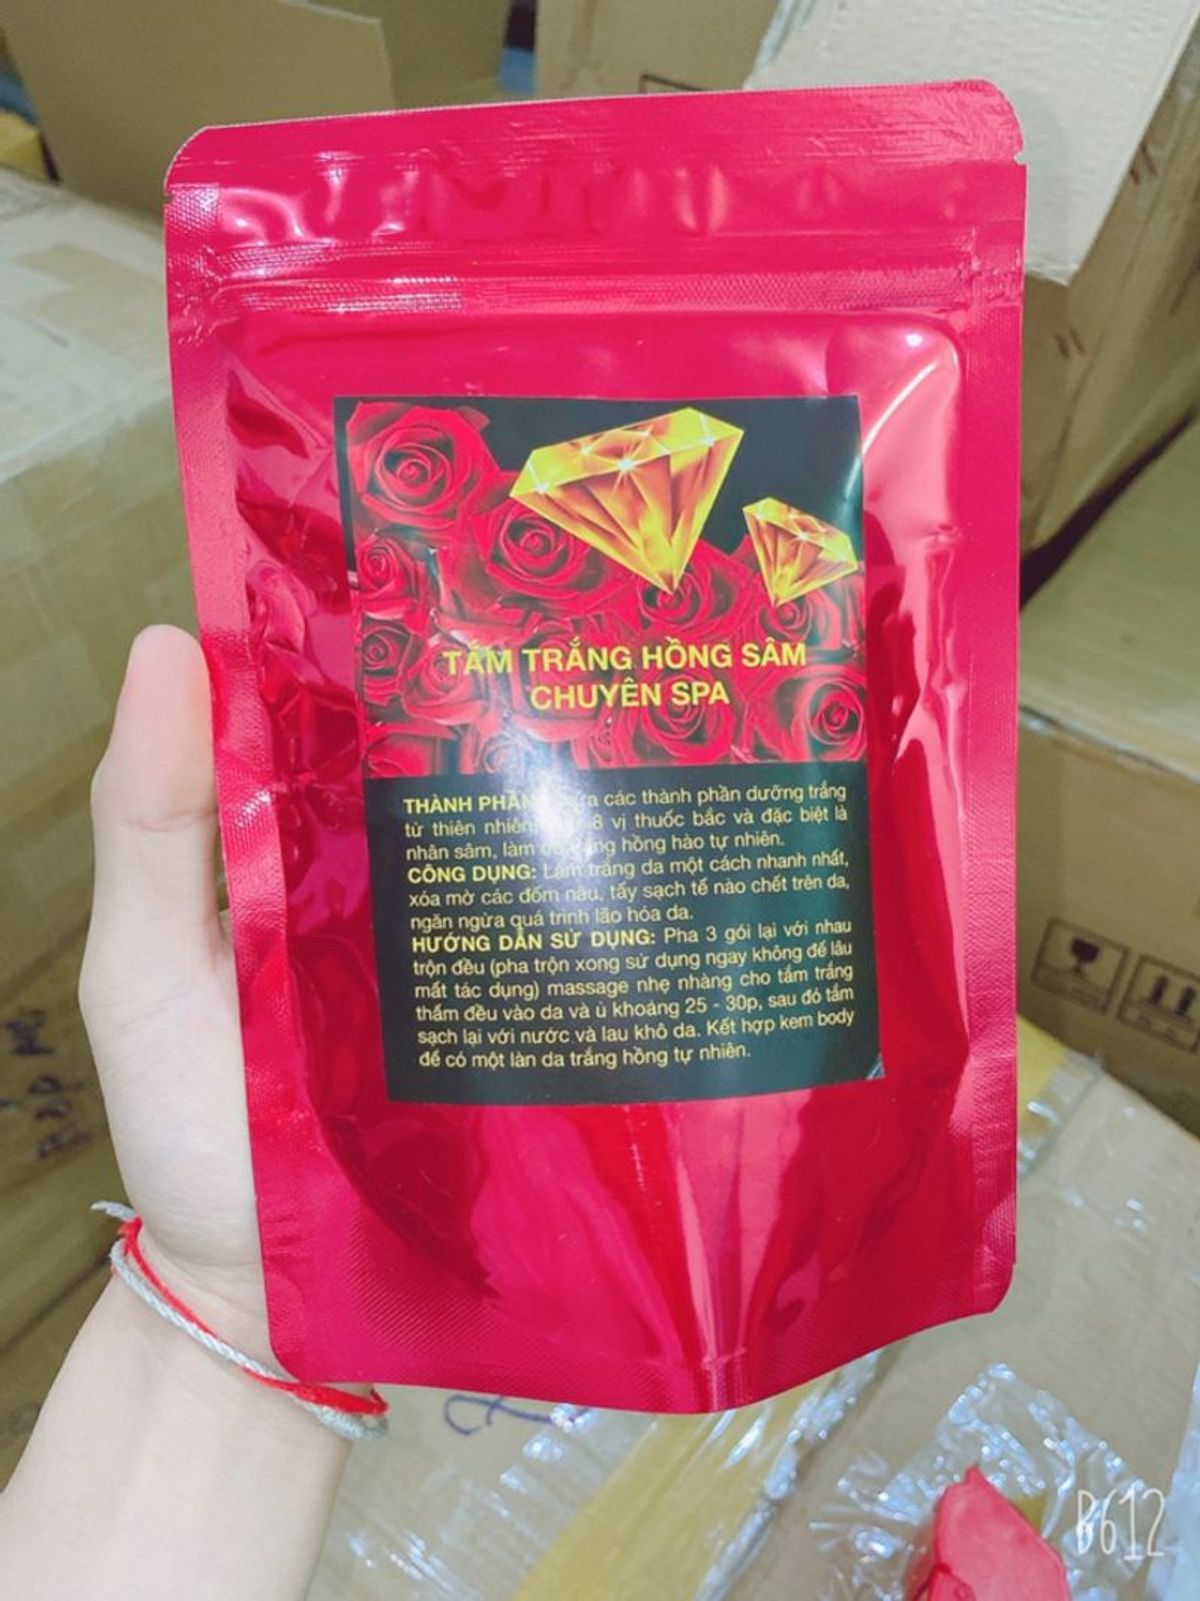 TẮM TRẮNG HỒNG SÂM
CHUYÊN SPA
THÀNH PHẦN các thành phần dưỡng trắng
từ thiên nhiên 8 vị thuốc bắc và đặc biệt là
nhân sâm, làm hồng hào tự nhiên.
CÔNG DỤNG: Làm trắng da một cách nhanh nhất,
xóa mờ các đốm nâu, tẩy sạch tế nào chết trên da,
ngăn ngừa quá trình lão hóa da.
HƯỚNG DẪN SỬ DỤNG: Pha 3 gói lại với nhau
trộn đều (pha trộn xong sử dụng ngay không để lâu
mất tác dụng) massage nhẹ nhàng cho tắm trắng
thấm đều vào da và ủ khoảng 25 - 30p, sau đó tắm
sạch lại với nước và lau khô da. Kết hợp kem body
để có một làn da trắng hồng tự nhiên.
B612